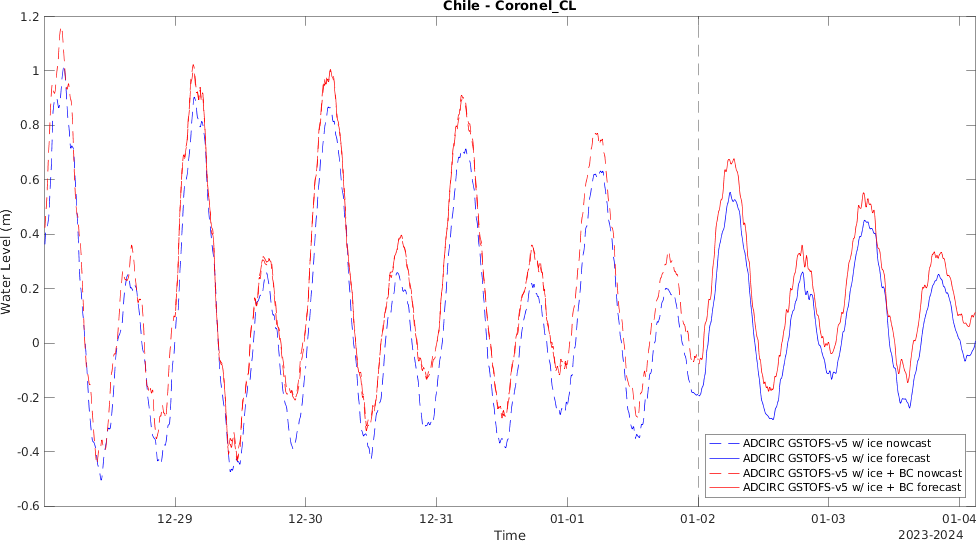 Chile - Coronel_CL
Water Level (m)
1.2
1
0.8
0.6
0.4
0.2
0
-0.2
-0.4
-0.6
ADCIRC GSTOFS-v5 w/ ice nowcast
ADCIRC GSTOFS-v5 w/ ice forecast
ADCIRC GSTOFS-v5 w/ ice + BC nowcast
ADCIRC GSTOFS-v5 w/ ice + BC forecast
12-29 12-30 12-31 01-01 01-02 01-03 01-04
Time
2023-2024